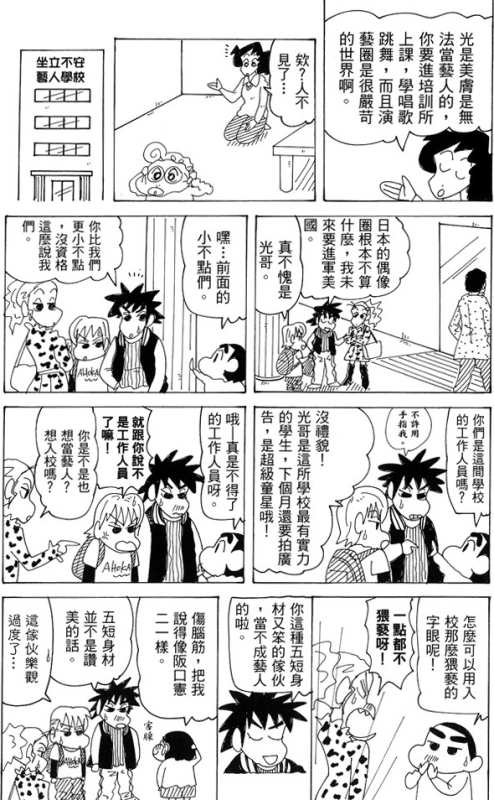 光是美膚是無
法當藝人的，
你要進培訓所
上課，學唱歌
跳舞，而且演
藝圈是很嚴苛
的世界啊。
欸？人不
見了…
坐立不安
藝人學校
日本的偶像
圈根本不算
什麼，我未
來要進軍美
國。
真不愧是
光哥。
嘿…前面的
小不點們。
你比我們
更小不點
，沒資格
這麼說我
們。
AHOKA
你們是這間學校
的工作人員嗎？
不許用
手指我。
沒禮貌！
光哥是這所學校最有實力
的學生，下個月還要拍廣
告，是超級童星哦！
哦，真是不得了
的工作人員呀。
就跟你說不
是工作人員
了嘛！
你是不是也
想當藝人？
想入校嗎？
AHOKA
怎麼可以用入
校那麼猥褻的
字眼呢！
一點都不
猥褻呀！
你這種五短身
材又笨的傢伙
，當不成藝人
的啦。
傷腦筋，把我
說得像阪口憲
二一樣。
害臊
五短身材
並不是讚
美的話。
這傢伙樂觀
過度了…
AHOKA